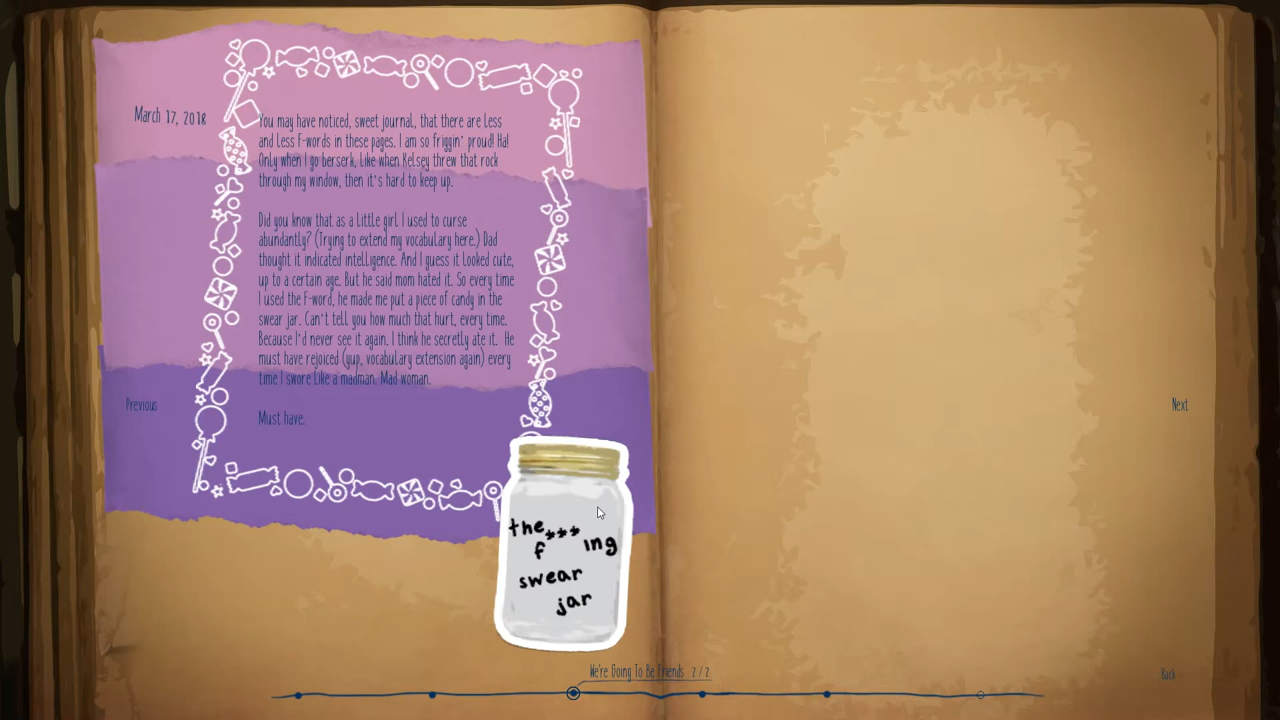 March 17, 2018
You may have noticed, sweet journal, that there are less
and less F-words in these pages. I am so friggin' proud! Ha!
Only when I go berserk, like when Kelsey threw that rock
through my window, then it's hard to keep up.
Did you know that as a little girl I used to curse
abundantly? (Trying to extend my vocabulary here.) Dad
thought it indicated intelligence. And I guess it looked cute,
up to a certain age. But he said mom hated it. So every time
I used the F-word, he made me put a piece of candy in the
swear jar. Can't tell you how much that hurt, every time.
Because I'd never see it again. I think he secretly ate it. He
must have rejoiced (yup, vocabulary extension again) every
time I swore like a madman. Mad woman.
Must have.
Previous
Next
the
f***ing
swear
jar
We're Going To Be Friends 2/2
Back